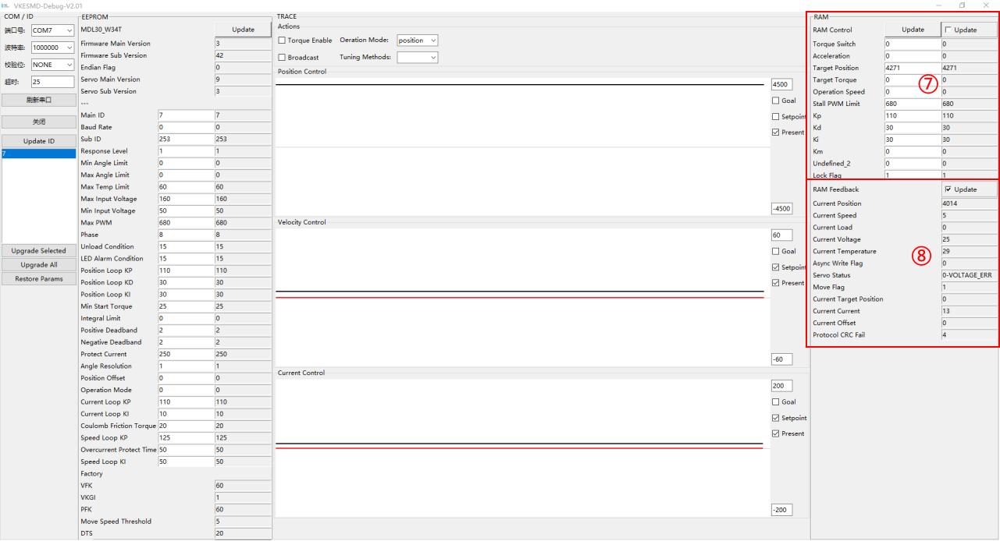 VKESMD-Debug-V2.01
COM / ID
端口号: COM7
波特率: 1000000
校验位: NONE
超时: 25
刷新串口
关闭
Update ID
7
Upgrade Selected
Upgrade All
Restore Params
EEPROM
MDL30_W34T Update
Firmware Main Version 3
Firmware Sub Version 42
Endian Flag 0
Servo Main Version 9
Servo Sub Version 3
---
Main ID 7 7
Baud Rate 0 0
Sub ID 253 253
Response Level 1 1
Min Angle Limit 0 0
Max Angle Limit 0 0
Max Temp Limit 60 60
Max Input Voltage 160 160
Min Input Voltage 50 50
Max PWM 680 680
Phase 8 8
Unload Condition 15 15
LED Alarm Condition 15 15
Position Loop KP 110 110
Position Loop KD 30 30
Position Loop KI 30 30
Min Start Torque 25 25
Integral Limit 0 0
Positive Deadband 2 2
Negative Deadband 2 2
Protect Current 250 250
Angle Resolution 1 1
Position Offset 0 0
Operation Mode 0 0
Current Loop KP 110 110
Current Loop KI 10 10
Coulomb Friction Torque 20 20
Speed Loop KP 125 125
Overcurrent Protect Time 50 50
Speed Loop KI 50 50
Factory
VFK 60
VKGI 1
PFK 60
Move Speed Threshold 5
DTS 20
TRACE
Actions
Torque Enable Oeration Mode: position
Broadcast Tuning Methods:
Position Control
4500
Goal
Setpoint
Present
-4500
Velocity Control
60
Goal
Setpoint
Present
-60
Current Control
200
Goal
Setpoint
Present
-200
RAM
RAM Control Update Update
Torque Switch 0 0
Acceleration 0 0
Target Position 4271 4271
Target Torque 0 0
⑦
Operation Speed 0 0
Stall PWM Limit 680 680
Kp 110 110
Kd 30 30
Ki 30 30
Km 0 0
Undefined_2 0 0
Lock Flag 1 1
RAM Feedback Update
Current Position 4014
Current Speed 5
Current Load 0
Current Voltage 25
Current Temperature 29
⑧
Async Write Flag 0
Servo Status 0-VOLTAGE_ERR
Move Flag 1
Current Target Position 0
Current Current 13
Current Offset 0
Protocol CRC Fail 4